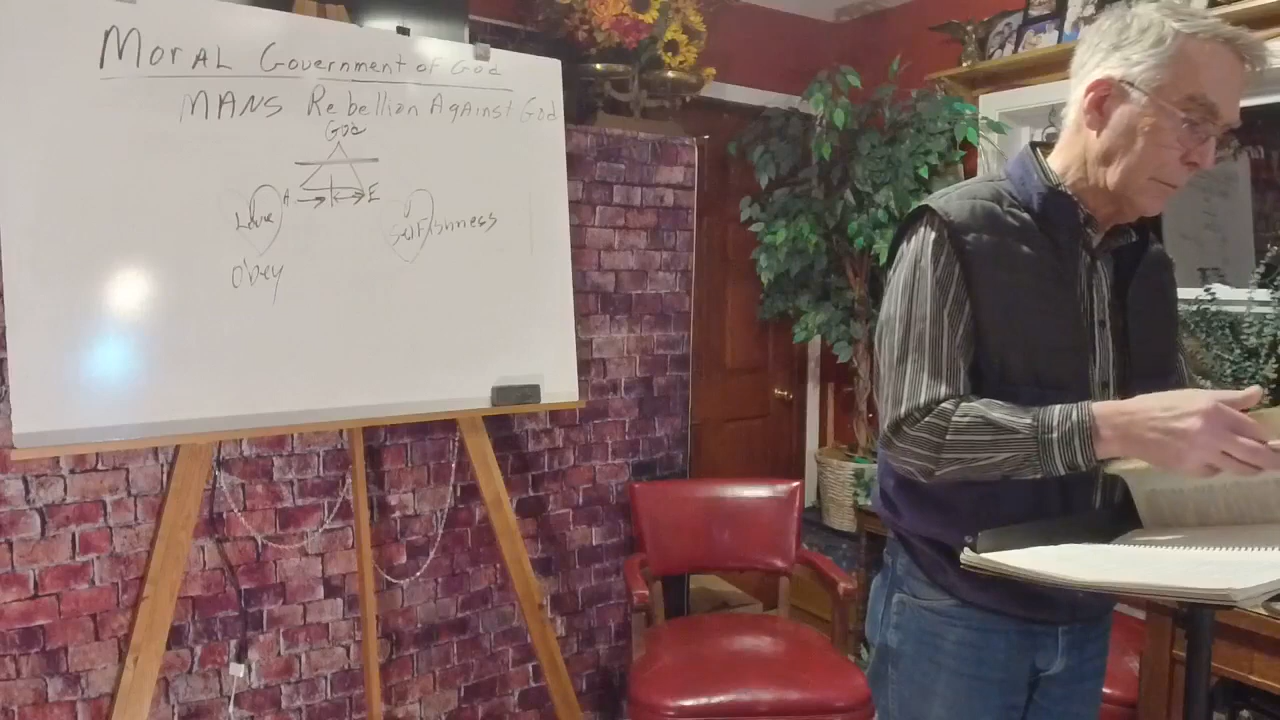 Moral Government of God
MANS Rebellion Against God
God
A E
Love Selfishness
Obey